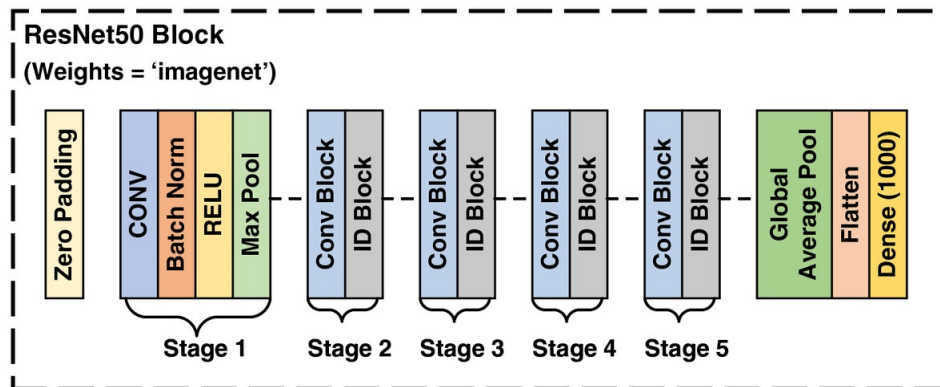 ResNet50 Block
(Weights = ‘imagenet’)
Zero Padding
CONV
Batch Norm
RELU
Max Pool
Conv Block
ID Block
Conv Block
ID Block
Conv Block
ID Block
Conv Block
ID Block
Global
Average Pool
Flatten
Dense (1000)
Stage 1
Stage 2
Stage 3
Stage 4
Stage 5